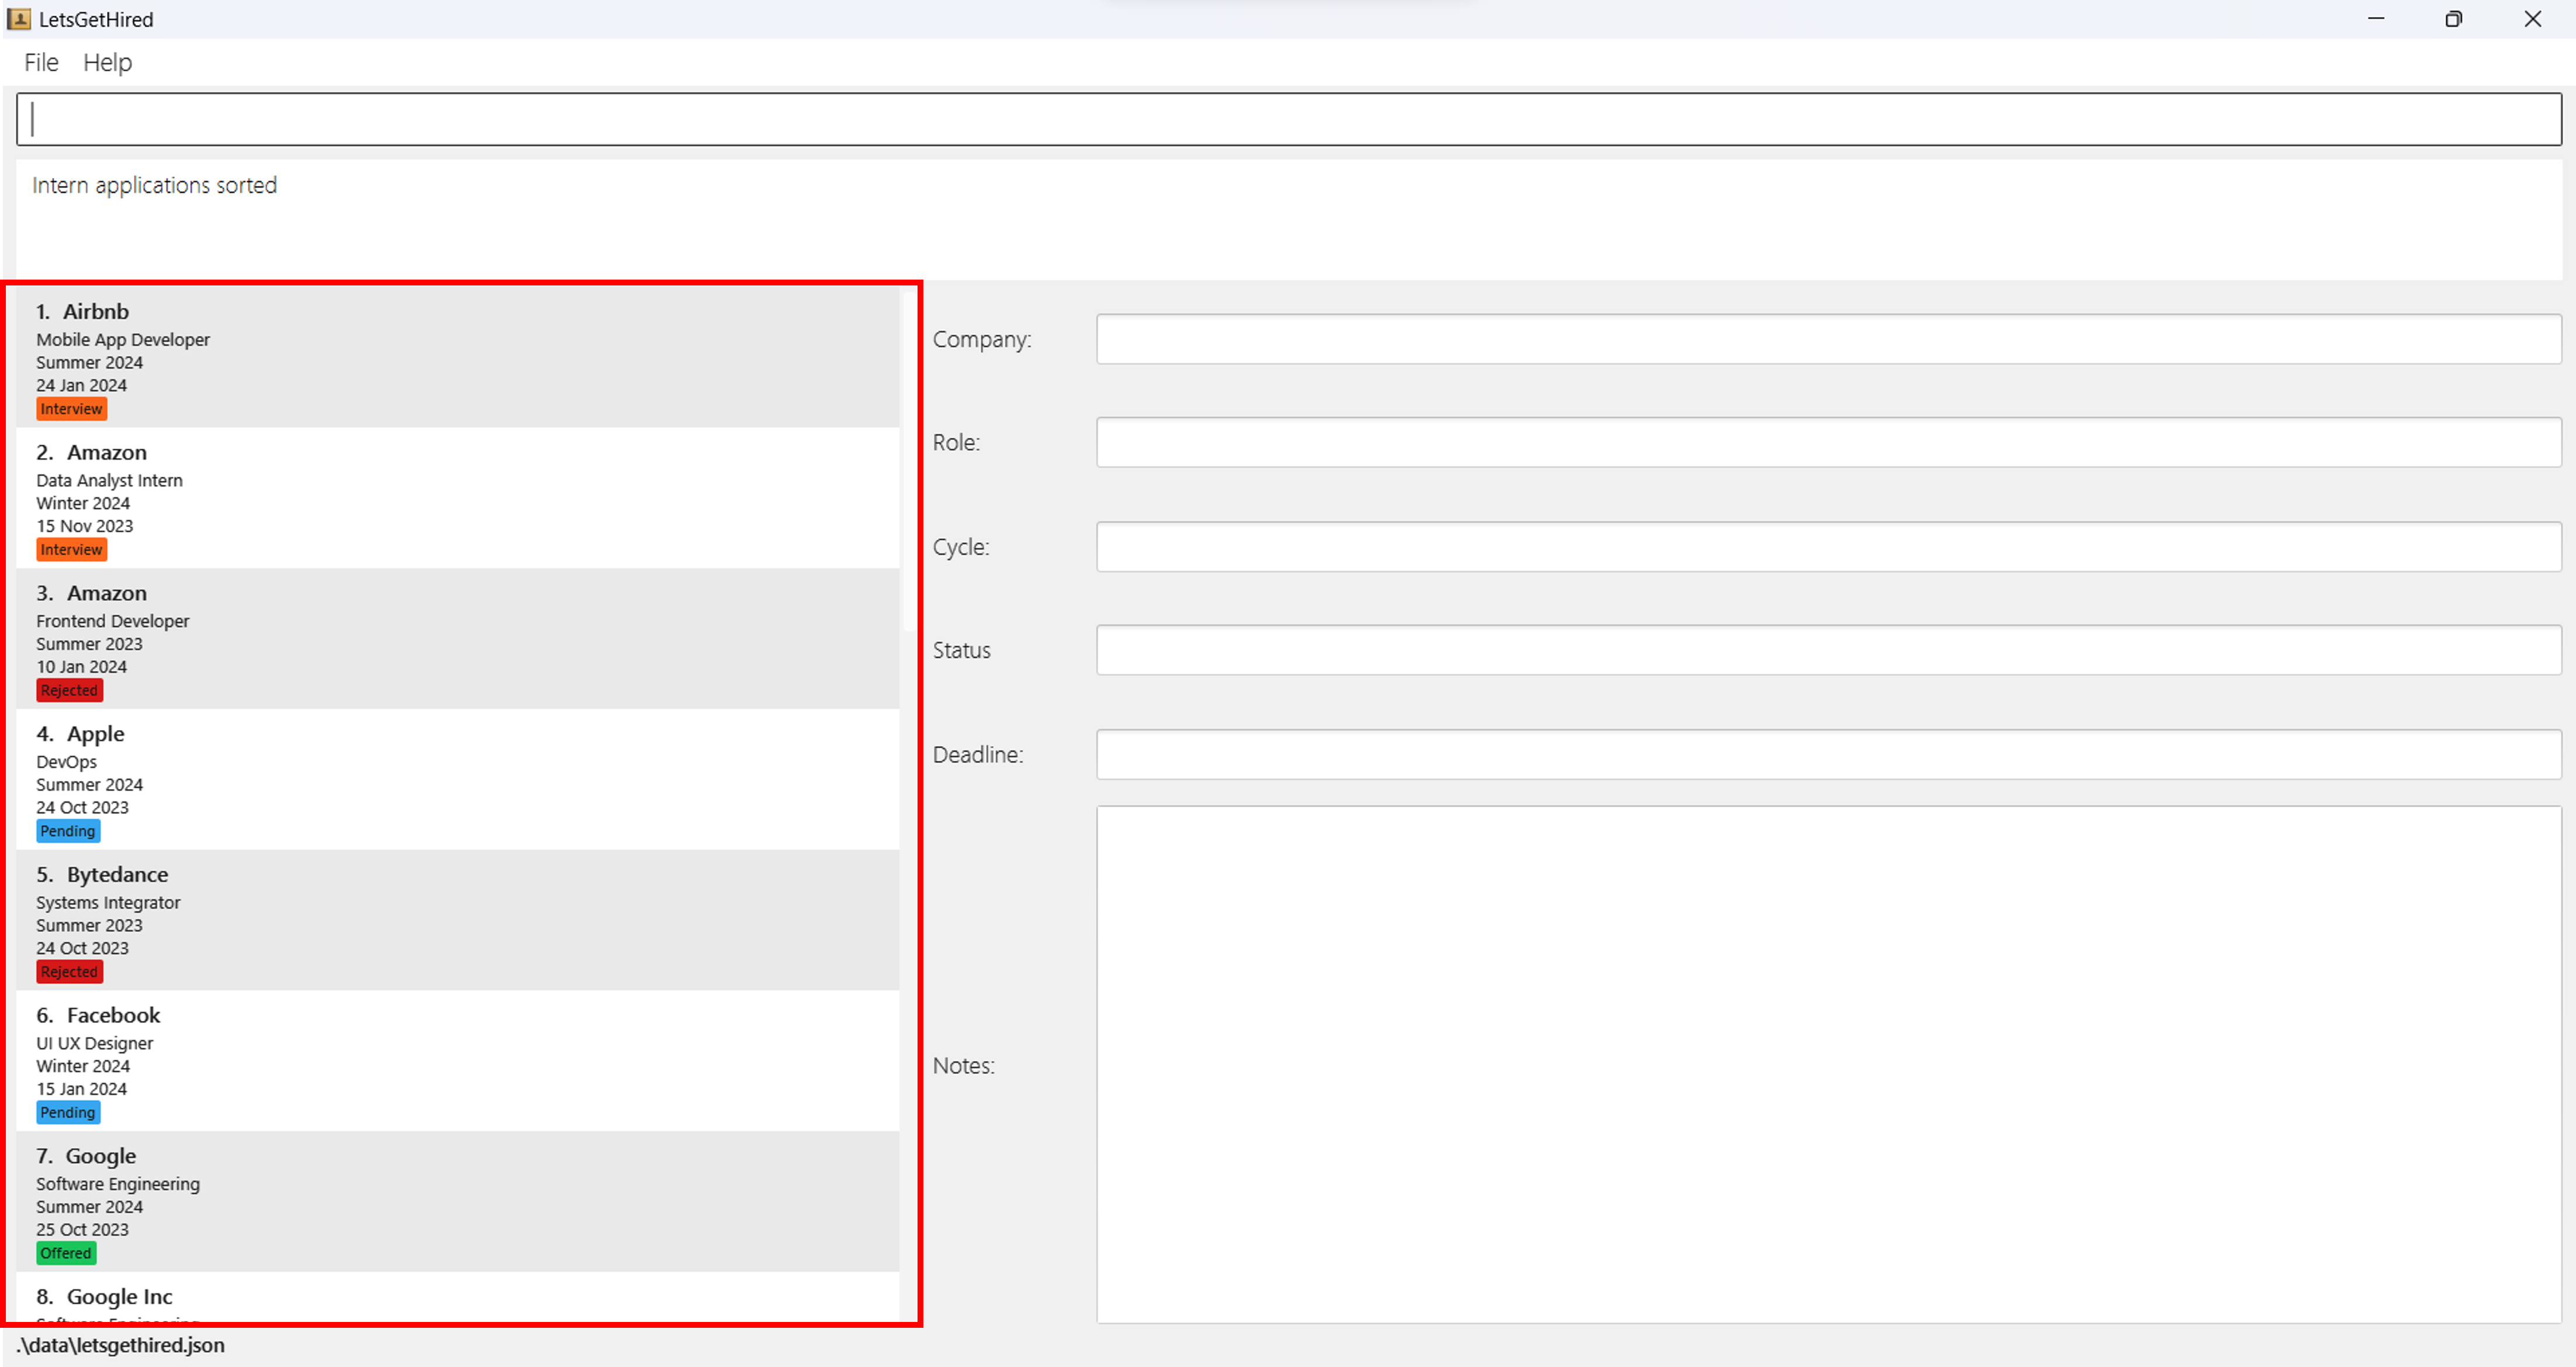 LetsGetHired
File Help
Intern applications sorted
1. Airbnb
Mobile App Developer
Summer 2024
24 Jan 2024
Interview
2. Amazon
Data Analyst Intern
Winter 2024
15 Nov 2023
Interview
3. Amazon
Frontend Developer
Summer 2023
10 Jan 2024
Rejected
4. Apple
DevOps
Summer 2024
24 Oct 2023
Pending
5. Bytedance
Systems Integrator
Summer 2023
24 Oct 2023
Rejected
6. Facebook
UI UX Designer
Winter 2024
15 Jan 2024
Pending
7. Google
Software Engineering
Summer 2024
25 Oct 2023
Offered
8. Google Inc
Company:
Role:
Cycle:
Status
Deadline:
Notes:
.\data\letsgethired.json